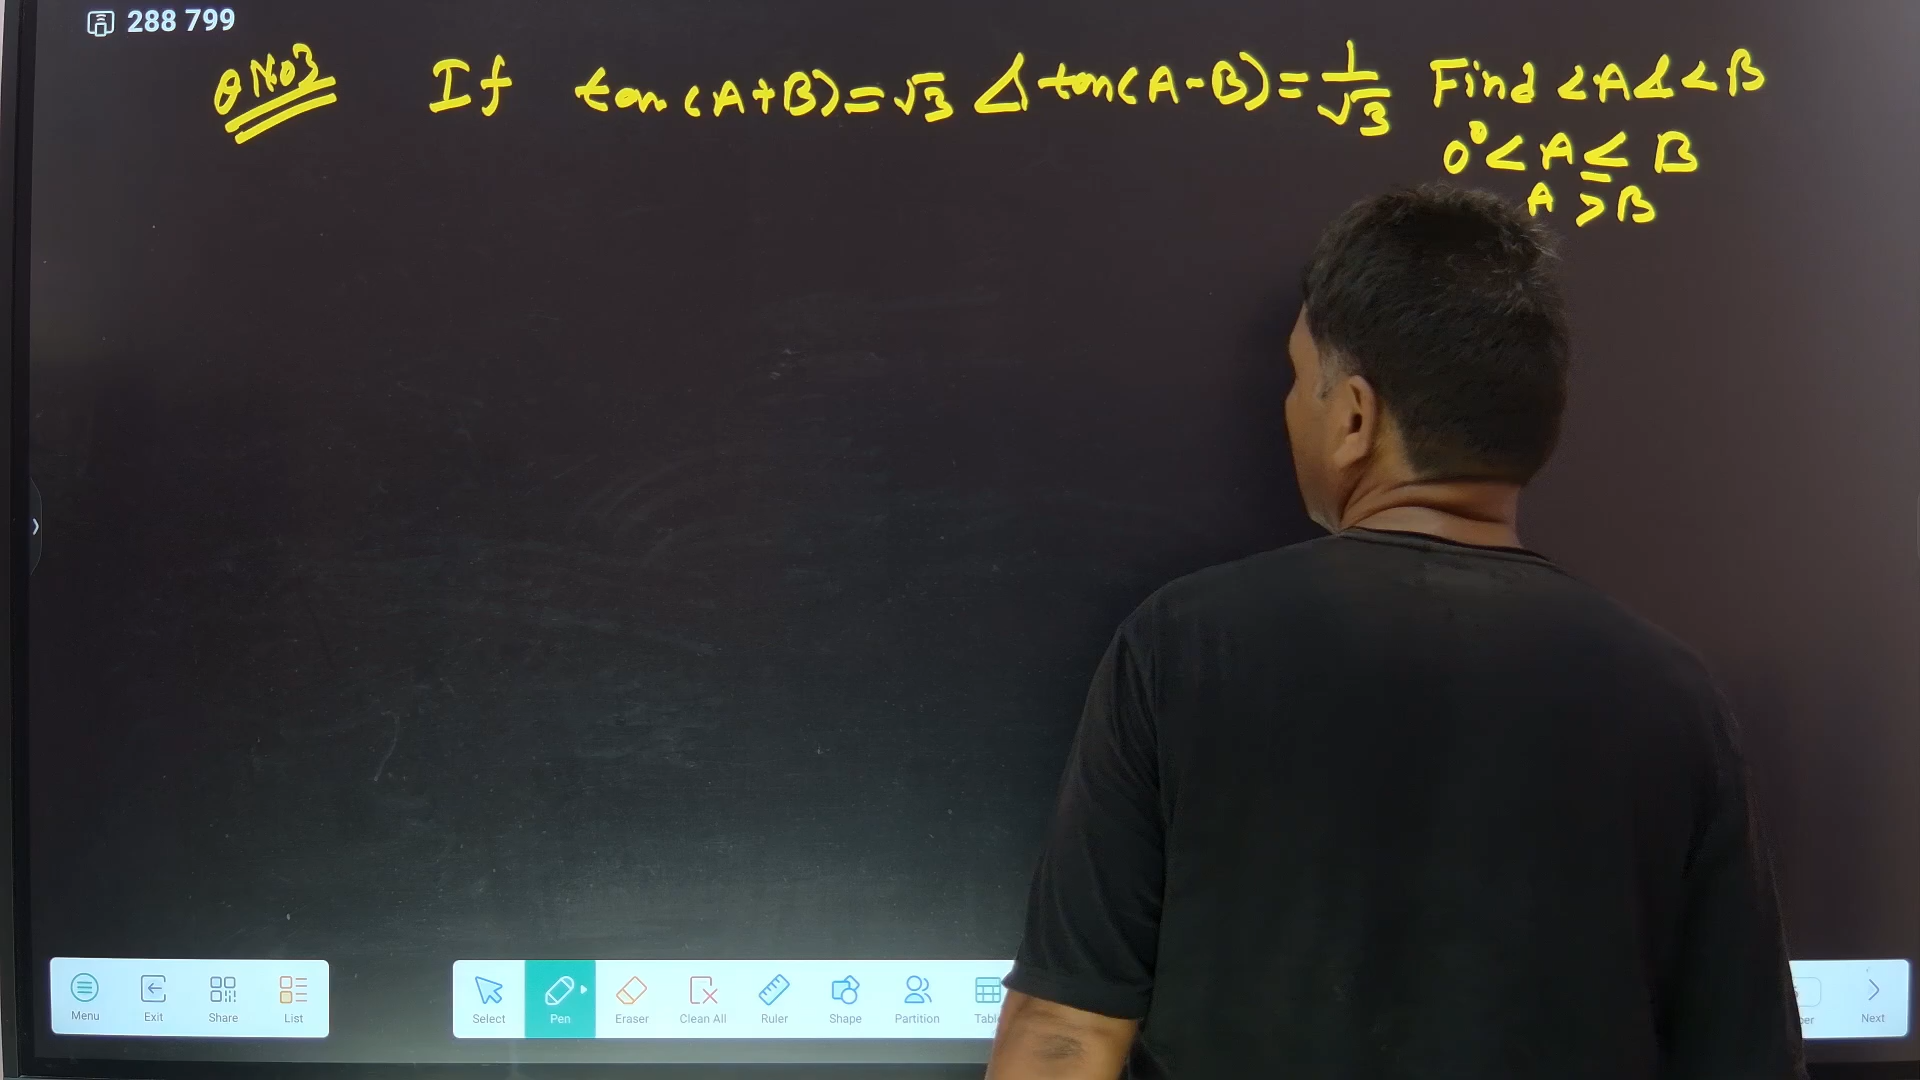 288 799
Q No3 If tan(A+B)=√3 & tan(A-B)=1/√3 Find <A & <B
0°< A ≤ B
A > B
Menu Exit Share List Select Pen Eraser Clean All Ruler Shape Partition Next